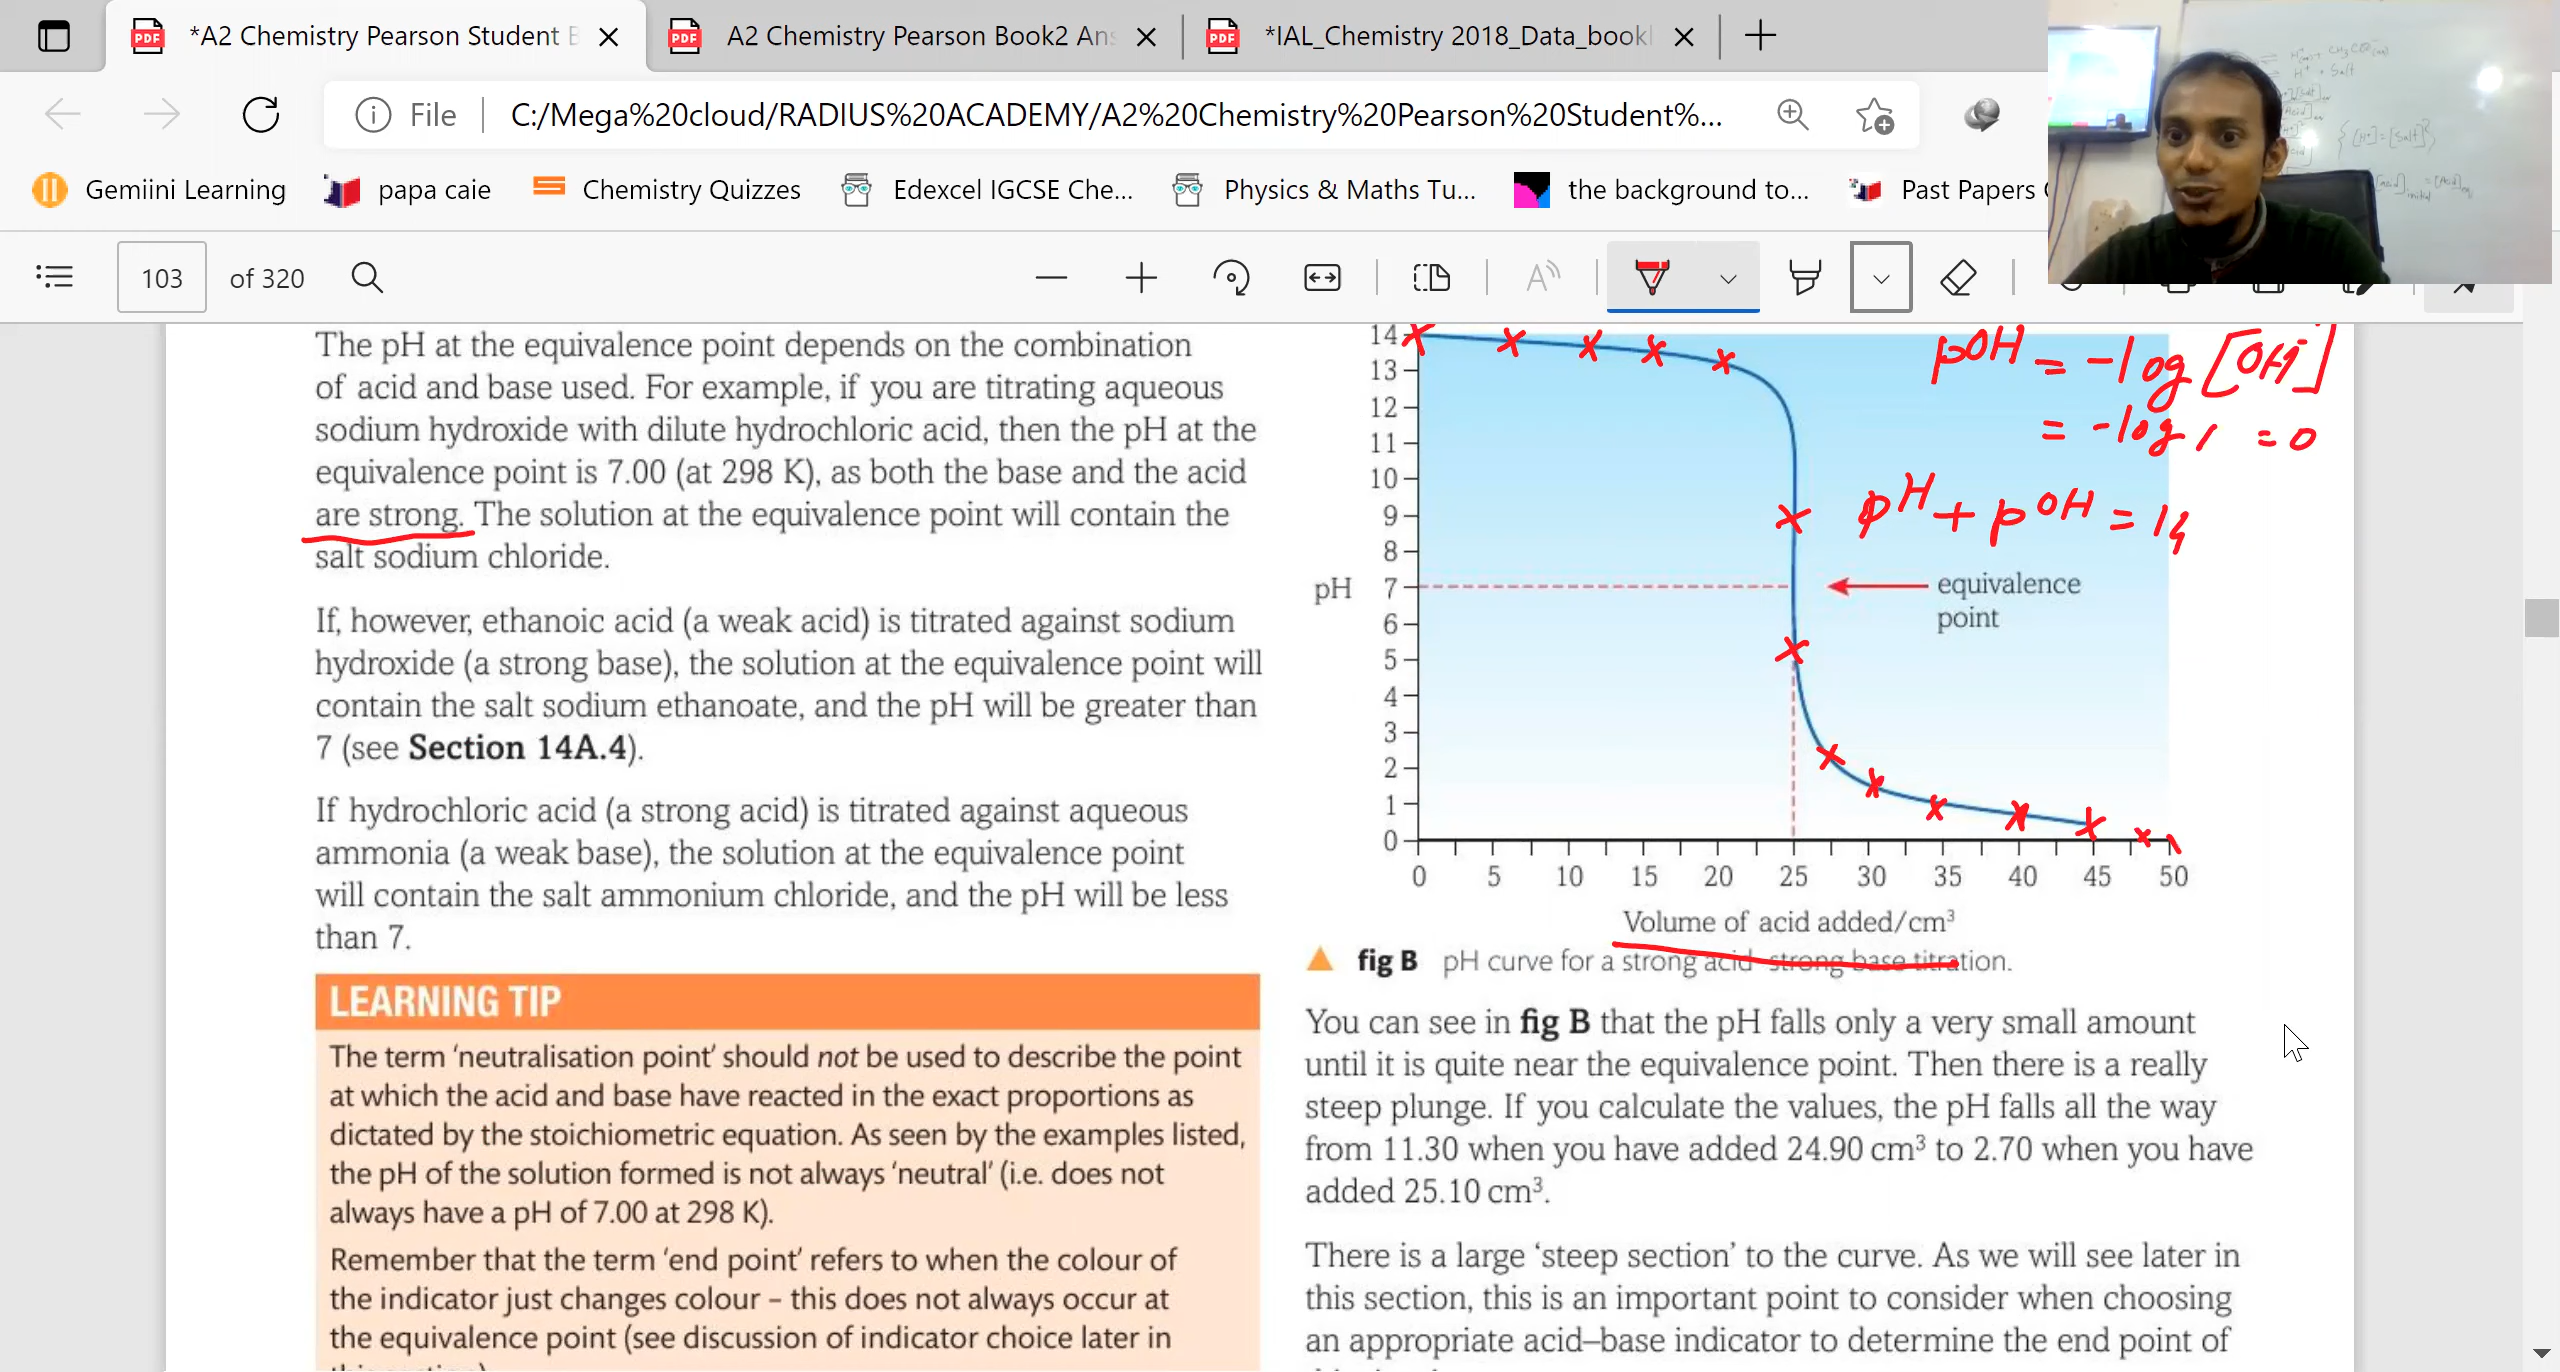 *A2 Chemistry Pearson Student B
A2 Chemistry Pearson Book2 Ans
*IAL_Chemistry 2018_Data_bookl
File
C:/Mega%20cloud/RADIUS%20ACADEMY/A2%20Chemistry%20Pearson%20Student%...
Gemiini Learning
papa caie
Chemistry Quizzes
Edexcel IGCSE Che...
Physics & Maths Tu...
the background to...
Past Papers
103 of 320
The pH at the equivalence point depends on the combination
of acid and base used. For example, if you are titrating aqueous
sodium hydroxide with dilute hydrochloric acid, then the pH at the
equivalence point is 7.00 (at 298 K), as both the base and the acid
are strong. The solution at the equivalence point will contain the
salt sodium chloride.
If, however, ethanoic acid (a weak acid) is titrated against sodium
hydroxide (a strong base), the solution at the equivalence point will
contain the salt sodium ethanoate, and the pH will be greater than
7 (see Section 14A.4).
If hydrochloric acid (a strong acid) is titrated against aqueous
ammonia (a weak base), the solution at the equivalence point
will contain the salt ammonium chloride, and the pH will be less
than 7.
LEARNING TIP
The term ‘neutralisation point’ should not be used to describe the point
at which the acid and base have reacted in the exact proportions as
dictated by the stoichiometric equation. As seen by the examples listed,
the pH of the solution formed is not always ‘neutral’ (i.e. does not
always have a pH of 7.00 at 298 K).
Remember that the term ‘end point’ refers to when the colour of
the indicator just changes colour – this does not always occur at
the equivalence point (see discussion of indicator choice later in
14
13
12
11
10
9
8
7
6
5
4
3
2
1
0
pH
pOH = -log [OH⁻]
= -log 1 = 0
pH + pOH = 14
equivalence
point
0 5 10 15 20 25 30 35 40 45 50
Volume of acid added/cm³
fig B pH curve for a strong acid–strong base titration.
You can see in fig B that the pH falls only a very small amount
until it is quite near the equivalence point. Then there is a really
steep plunge. If you calculate the values, the pH falls all the way
from 11.30 when you have added 24.90 cm³ to 2.70 when you have
added 25.10 cm³.
There is a large ‘steep section’ to the curve. As we will see later in
this section, this is an important point to consider when choosing
an appropriate acid–base indicator to determine the end point of